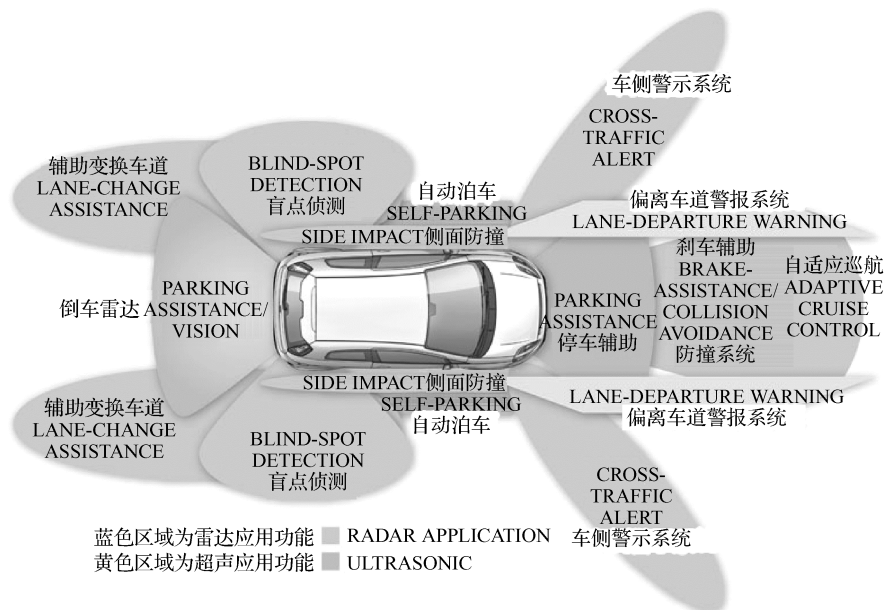 车侧警示系统
CROSS-
TRAFFIC
ALERT
辅助变换车道
LANE-CHANGE
ASSISTANCE
BLIND-SPOT
DETECTION
盲点侦测
自动泊车
SELF-PARKING
SIDE IMPACT侧面防撞
偏离车道警报系统
LANE-DEPARTURE WARNING
倒车雷达
PARKING
ASSISTANCE/
VISION
PARKING
ASSISTANCE
停车辅助
刹车辅助
BRAKE-
ASSISTANCE/
COLLISION
AVOIDANCE
防撞系统
自适应巡航
ADAPTIVE
CRUISE
CONTROL
SIDE IMPACT侧面防撞
SELF-PARKING
自动泊车
LANE-DEPARTURE WARNING
偏离车道警报系统
辅助变换车道
LANE-CHANGE
ASSISTANCE
BLIND-SPOT
DETECTION
盲点侦测
CROSS-
TRAFFIC
ALERT
车侧警示系统
蓝色区域为雷达应用功能 RADAR APPLICATION
黄色区域为超声应用功能 ULTRASONIC